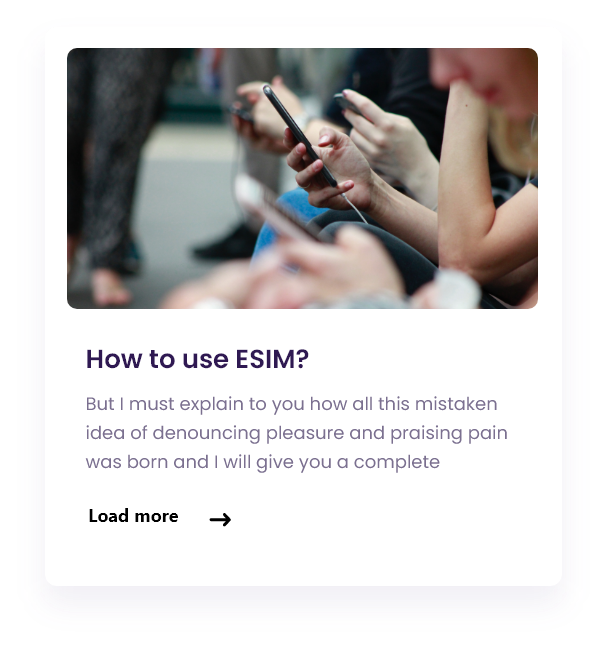 How to use ESIM?
But I must explain to you how all this mistaken
idea of denouncing pleasure and praising pain
was born and I will give you a complete
Load more